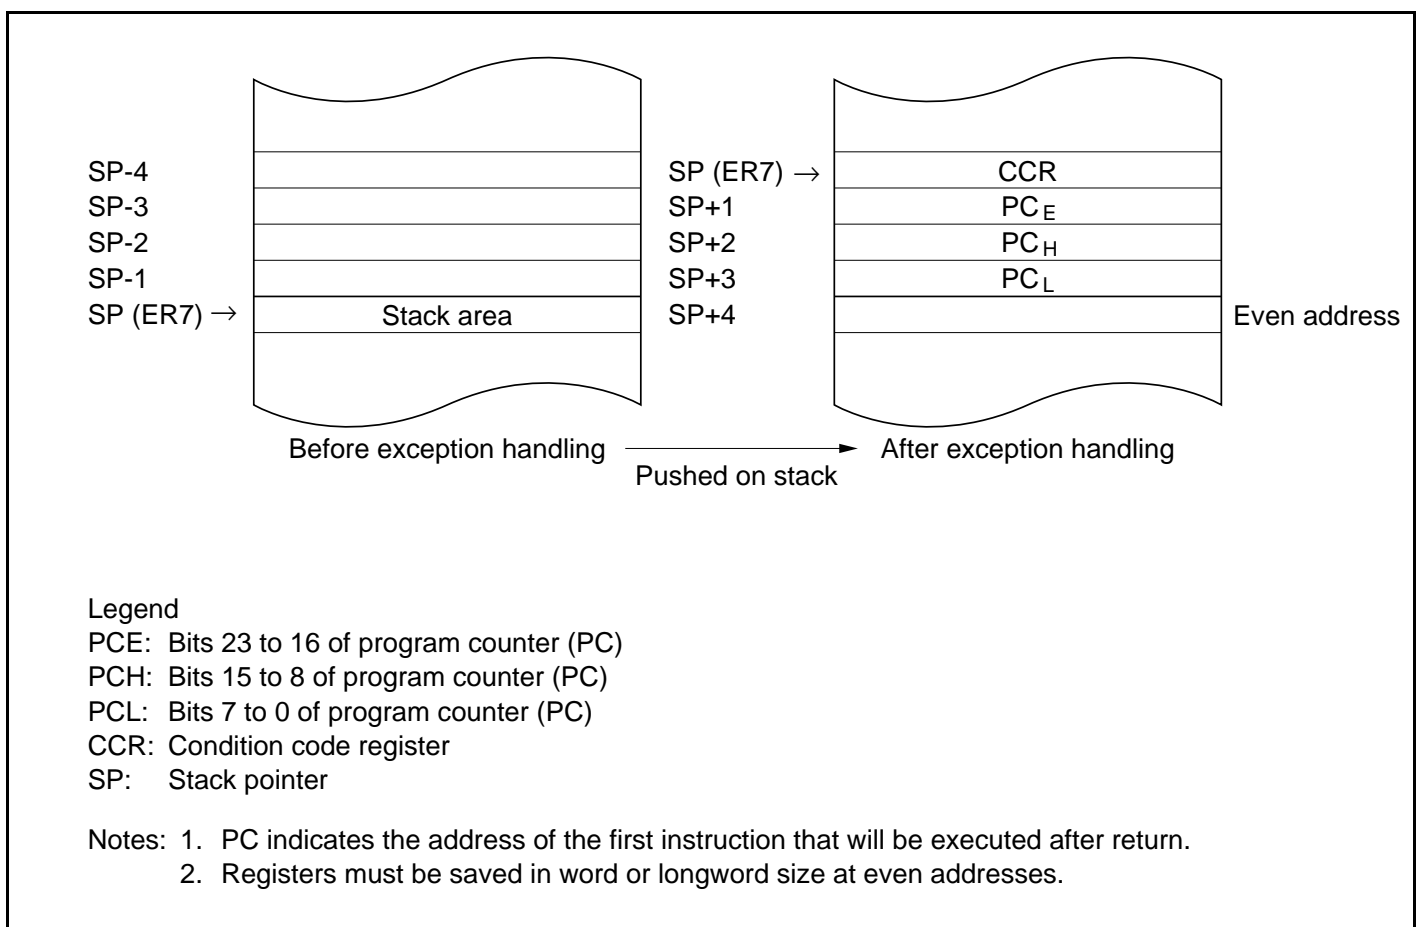 SP-4 SP (ER7) → CCR
SP-3 SP+1 PC E
SP-2 SP+2 PC H
SP-1 SP+3 PC L
SP (ER7) → Stack area SP+4 Even address
Before exception handling After exception handling
Pushed on stack
Legend
PCE: Bits 23 to 16 of program counter (PC)
PCH: Bits 15 to 8 of program counter (PC)
PCL: Bits 7 to 0 of program counter (PC)
CCR: Condition code register
SP: Stack pointer
Notes: 1. PC indicates the address of the first instruction that will be executed after return.
2. Registers must be saved in word or longword size at even addresses.